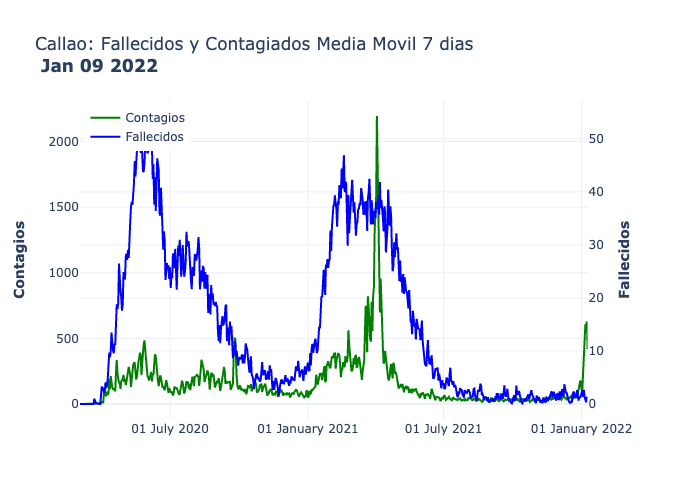 Callao: Fallecidos y Contagiados Media Movil 7 dias
Jan 09 2022
Contagios
Fallecidos
2000
1500
1000
500
0
Contagios
50
40
30
20
10
0
Fallecidos
01 July 2020
01 January 2021
01 July 2021
01 January 2022